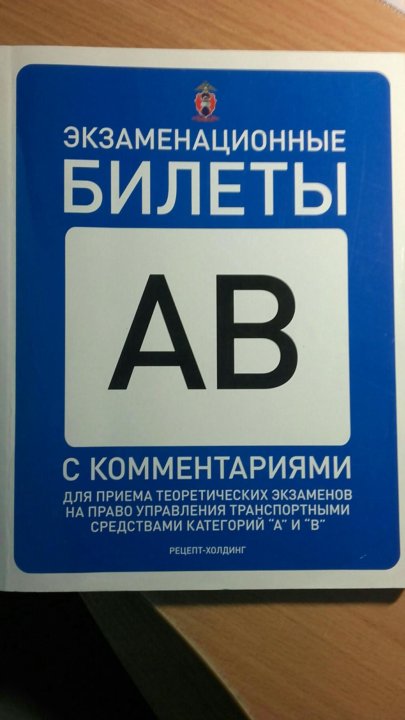 ЭКЗАМЕНАЦИОННЫЕ
БИЛЕТЫ
АВ
С КОММЕНТАРИЯМИ
ДЛЯ ПРИЕМА ТЕОРЕТИЧЕСКИХ ЭКЗАМЕНОВ
НА ПРАВО УПРАВЛЕНИЯ ТРАНСПОРТНЫМИ
СРЕДСТВАМИ КАТЕГОРИЙ "А" И "В"
РЕЦЕПТ-ХОЛДИНГ